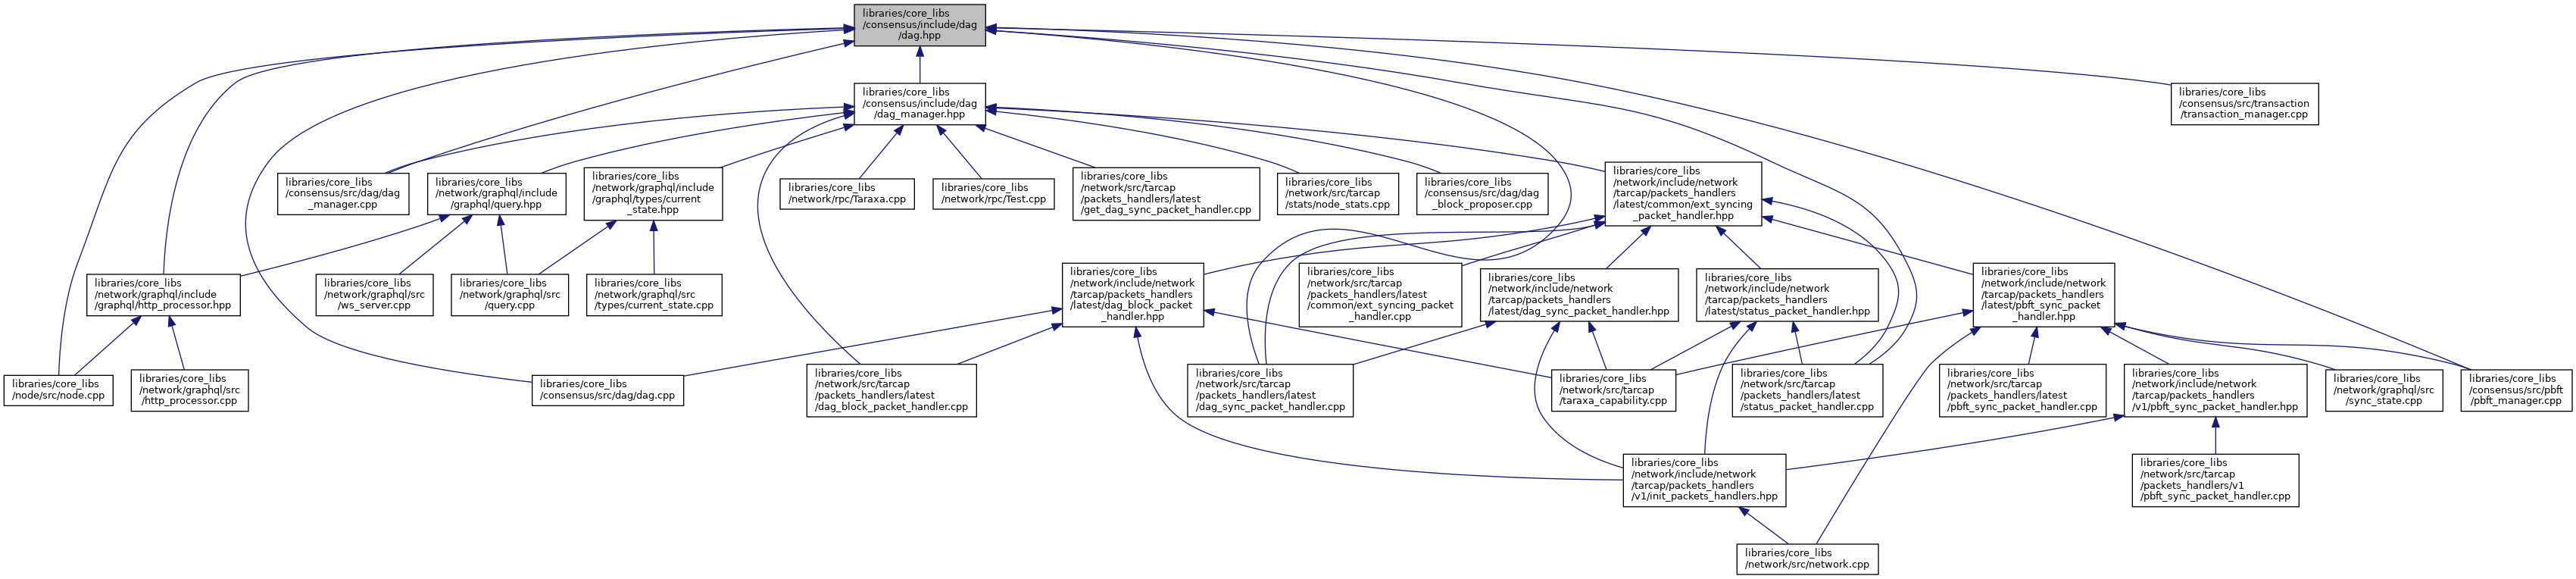 libraries/core_libs
/consensus/include/dag
/dag.hpp
libraries/core_libs
/consensus/include/dag
/dag_manager.hpp
libraries/core_libs
/consensus/src/transaction
/transaction_manager.cpp
libraries/core_libs
/consensus/src/dag/dag
_manager.cpp
libraries/core_libs
/network/graphql/include
/graphql/query.hpp
libraries/core_libs
/network/graphql/include
/graphql/types/current
_state.hpp
libraries/core_libs
/network/rpc/Taraxa.cpp
libraries/core_libs
/network/rpc/Test.cpp
libraries/core_libs
/network/src/tarcap
/packets_handlers/latest
/get_dag_sync_packet_handler.cpp
libraries/core_libs
/network/src/tarcap
/stats/node_stats.cpp
libraries/core_libs
/consensus/src/dag/dag
_block_proposer.cpp
libraries/core_libs
/network/include/network
/tarcap/packets_handlers
/latest/common/ext_syncing
_packet_handler.hpp
libraries/core_libs
/network/graphql/include
/graphql/http_processor.hpp
libraries/core_libs
/network/graphql/src
/ws_server.cpp
libraries/core_libs
/network/graphql/src
/query.cpp
libraries/core_libs
/network/graphql/src
/types/current_state.cpp
libraries/core_libs
/network/include/network
/tarcap/packets_handlers
/latest/dag_block_packet
_handler.hpp
libraries/core_libs
/network/src/tarcap
/packets_handlers/latest
/common/ext_syncing_packet
_handler.cpp
libraries/core_libs
/network/include/network
/tarcap/packets_handlers
/latest/dag_sync_packet_handler.hpp
libraries/core_libs
/network/include/network
/tarcap/packets_handlers
/latest/status_packet_handler.hpp
libraries/core_libs
/network/include/network
/tarcap/packets_handlers
/latest/pbft_sync_packet
_handler.hpp
libraries/core_libs
/node/src/node.cpp
libraries/core_libs
/network/graphql/src
/http_processor.cpp
libraries/core_libs
/consensus/src/dag/dag.cpp
libraries/core_libs
/network/src/tarcap
/packets_handlers/latest
/dag_block_packet_handler.cpp
libraries/core_libs
/network/src/tarcap
/packets_handlers/latest
/dag_sync_packet_handler.cpp
libraries/core_libs
/network/src/tarcap
/taraxa_capability.cpp
libraries/core_libs
/network/src/tarcap
/packets_handlers/latest
/status_packet_handler.cpp
libraries/core_libs
/network/src/tarcap
/packets_handlers/latest
/pbft_sync_packet_handler.cpp
libraries/core_libs
/network/include/network
/tarcap/packets_handlers
/v1/pbft_sync_packet_handler.hpp
libraries/core_libs
/network/graphql/src
/sync_state.cpp
libraries/core_libs
/consensus/src/pbft
/pbft_manager.cpp
libraries/core_libs
/network/include/network
/tarcap/packets_handlers
/v1/init_packets_handlers.hpp
libraries/core_libs
/network/src/tarcap
/packets_handlers/v1
/pbft_sync_packet_handler.cpp
libraries/core_libs
/network/src/network.cpp